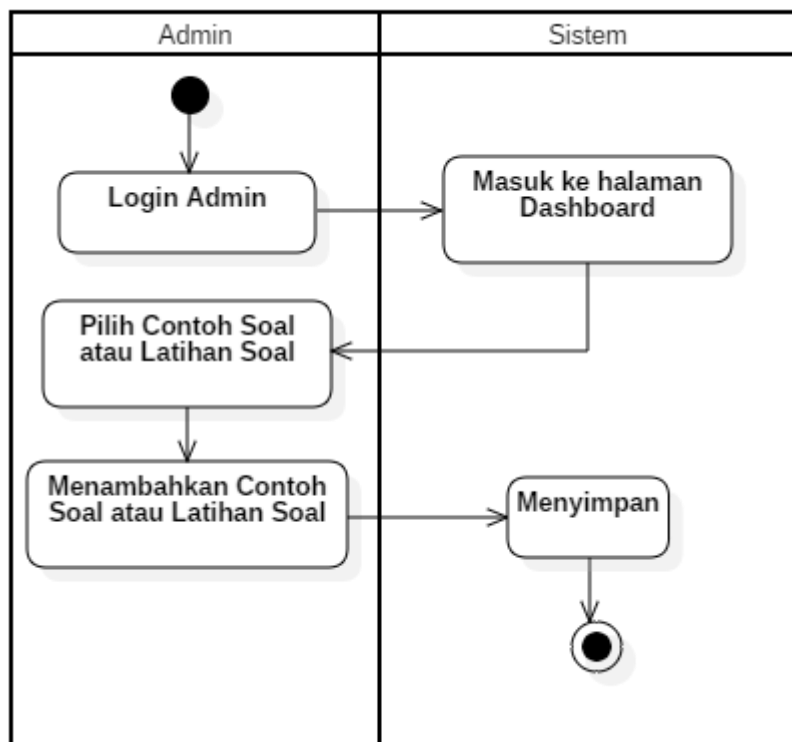 Admin
Sistem
Login Admin
Masuk ke halaman
Dashboard
Pilih Contoh Soal
atau Latihan Soal
Menambahkan Contoh
Soal atau Latihan Soal
Menyimpan